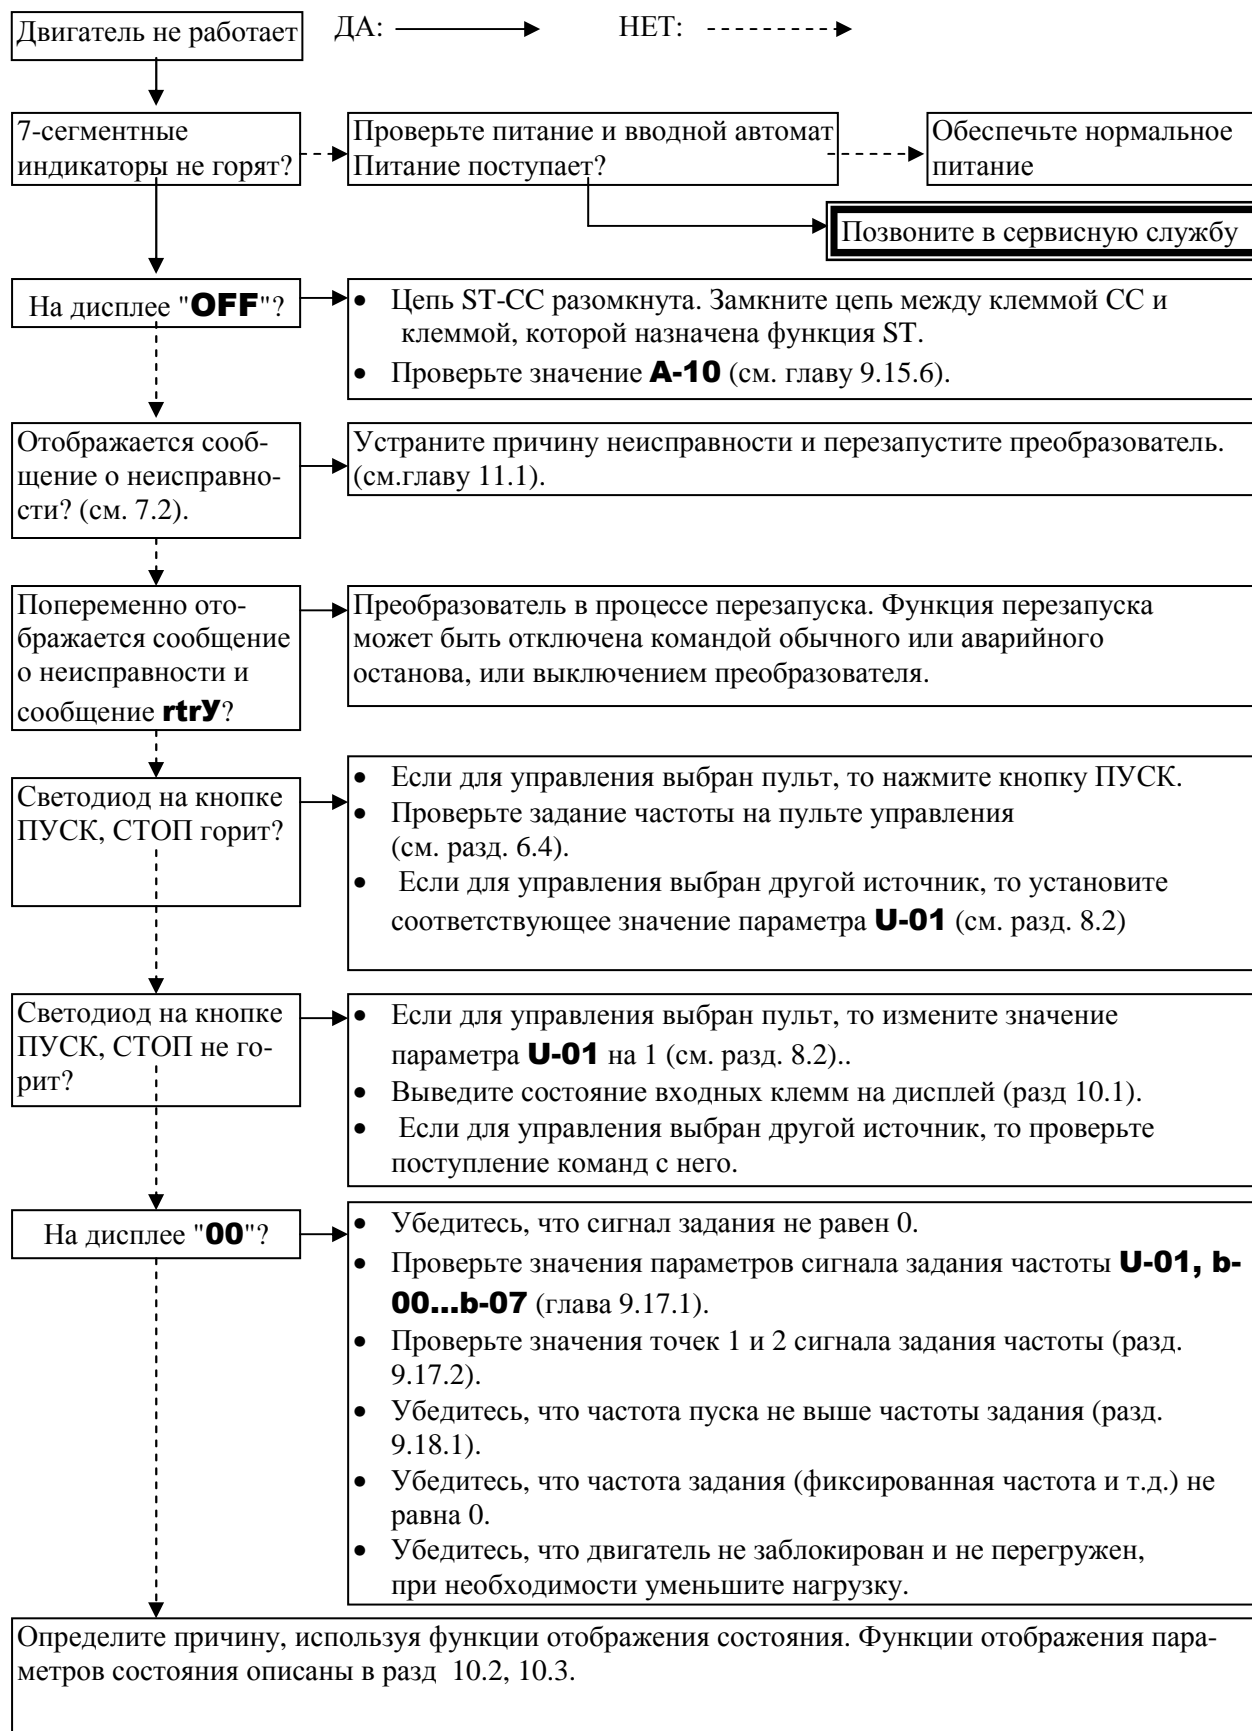 Двигатель не работает
ДА:
НЕТ:
7-сегментные
индикаторы не горят?
Проверьте питание и вводной автомат
Питание поступает?
Обеспечьте нормальное
питание
Позвоните в сервисную службу
На дисплее "OFF"?
• Цепь ST-CC разомкнута. Замкните цепь между клеммой СС и
клеммой, которой назначена функция ST.
• Проверьте значение A-10 (см. главу 9.15.6).
Отображается сооб-
щение о неисправно-
сти? (см. 7.2).
Устраните причину неисправности и перезапустите преобразователь.
(см.главу 11.1).
Попеременно ото-
бражается сообщение
о неисправности и
сообщение rtrУ?
Преобразователь в процессе перезапуска. Функция перезапуска
может быть отключена командой обычного или аварийного
останова, или выключением преобразователя.
Светодиод на кнопке
ПУСК, СТОП горит?
• Если для управления выбран пульт, то нажмите кнопку ПУСК.
• Проверьте задание частоты на пульте управления
(см. разд. 6.4).
• Если для управления выбран другой источник, то установите
соответствующее значение параметра U-01 (см. разд. 8.2)
Светодиод на кнопке
ПУСК, СТОП не го-
рит?
• Если для управления выбран пульт, то измените значение
параметра U-01 на 1 (см. разд. 8.2)..
• Выведите состояние входных клемм на дисплей (разд 10.1).
• Если для управления выбран другой источник, то проверьте
поступление команд с него.
На дисплее "00"?
• Убедитесь, что сигнал задания не равен 0.
• Проверьте значения параметров сигнала задания частоты U-01, b-
00...b-07 (глава 9.17.1).
• Проверьте значения точек 1 и 2 сигнала задания частоты (разд.
9.17.2).
• Убедитесь, что частота пуска не выше частоты задания (разд.
9.18.1).
• Убедитесь, что частота задания (фиксированная частота и т.д.) не
равна 0.
• Убедитесь, что двигатель не заблокирован и не перегружен,
при необходимости уменьшите нагрузку.
Определите причину, используя функции отображения состояния. Функции отображения пара-
метров состояния описаны в разд 10.2, 10.3.